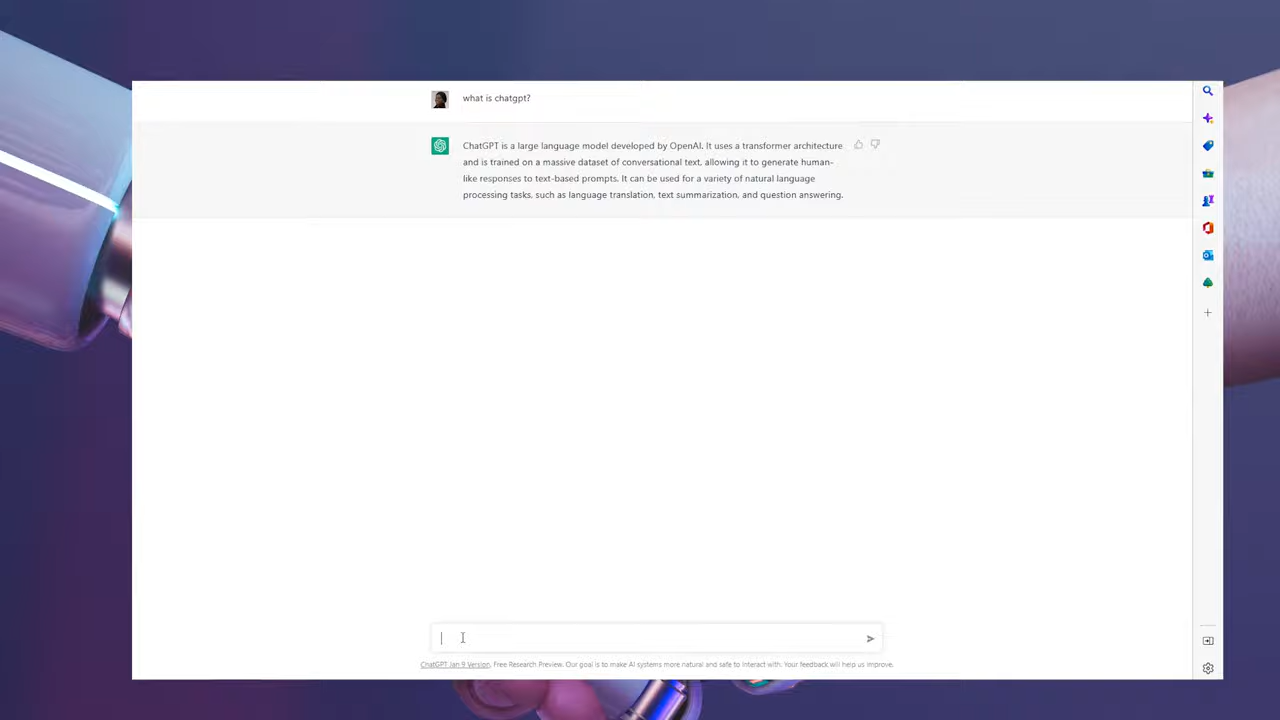 what is chatgpt?
ChatGPT is a large language model developed by OpenAI. It uses a transformer architecture
and is trained on a massive dataset of conversational text, allowing it to generate human-
like responses to text-based prompts. It can be used for a variety of natural language
processing tasks, such as language translation, text summarization, and question answering.
ChatGPT Jan 9 Version. Free Research Preview. Our goal is to make AI systems more natural and safe to interact with. Your feedback will help us improve.